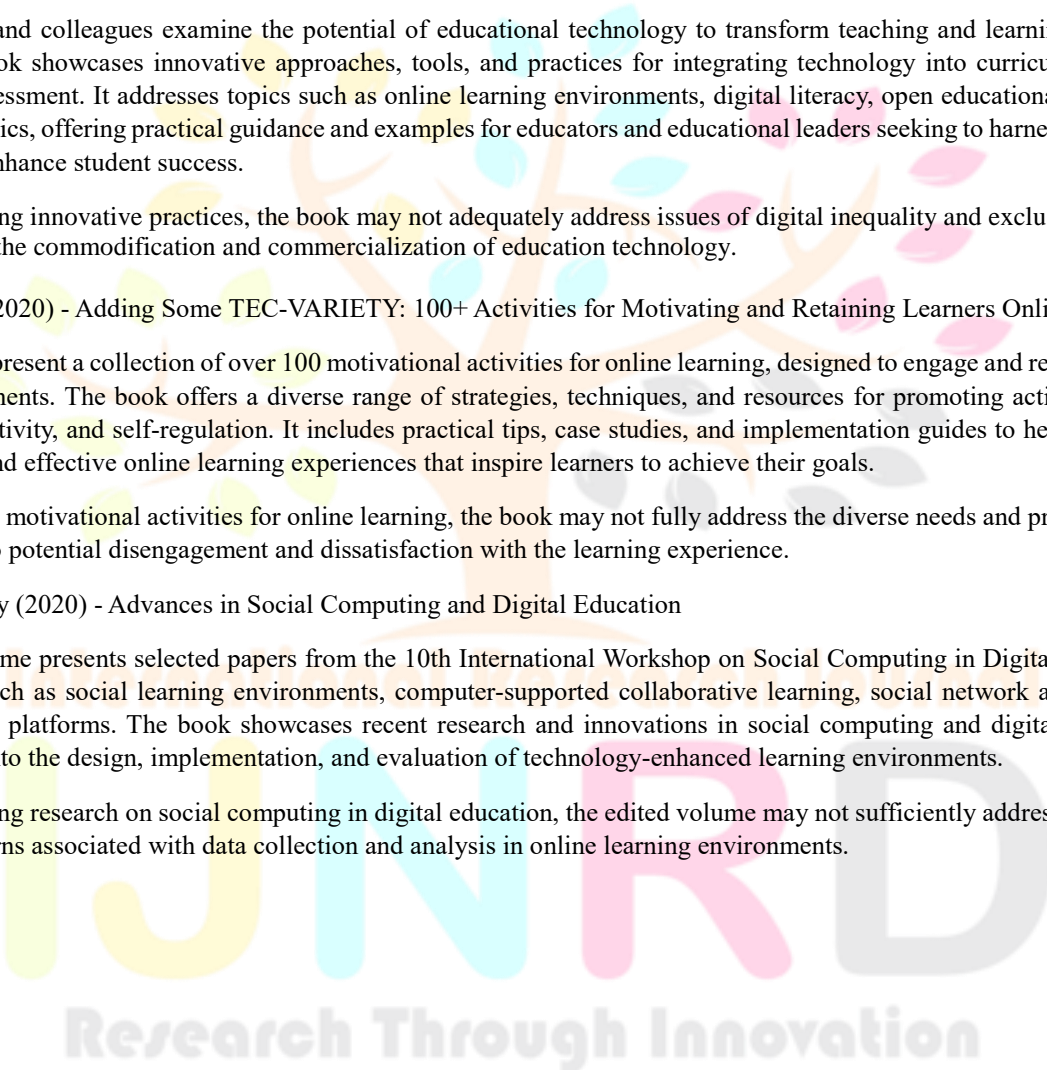 and colleagues examine the potential of educational technology to transform teaching and learni
ok showcases innovative approaches, tools, and practices for integrating technology into curricu
essment. It addresses topics such as online learning environments, digital literacy, open educationa
ics, offering practical guidance and examples for educators and educational leaders seeking to harne
nhance student success.
ng innovative practices, the book may not adequately address issues of digital inequality and exclu
the commodification and commercialization of education technology.
2020) - Adding Some TEC-VARIETY: 100+ Activities for Motivating and Retaining Learners Onli
present a collection of over 100 motivational activities for online learning, designed to engage and re
nents. The book offers a diverse range of strategies, techniques, and resources for promoting acti
tivity, and self-regulation. It includes practical tips, case studies, and implementation guides to he
nd effective online learning experiences that inspire learners to achieve their goals.
motivational activities for online learning, the book may not fully address the diverse needs and pr
o potential disengagement and dissatisfaction with the learning experience.
y (2020) - Advances in Social Computing and Digital Education
me presents selected papers from the 10th International Workshop on Social Computing in Digita
ch as social learning environments, computer-supported collaborative learning, social network a
International Research Journal
platforms. The book showcases recent research and innovations in social computing and digita
to the design, implementation, and evaluation of technology-enhanced learning environments.
ng research on social computing in digital education, the edited volume may not sufficiently addres
rns associated with data collection and analysis in online learning environments.
IJNRD
Research Through Innovation